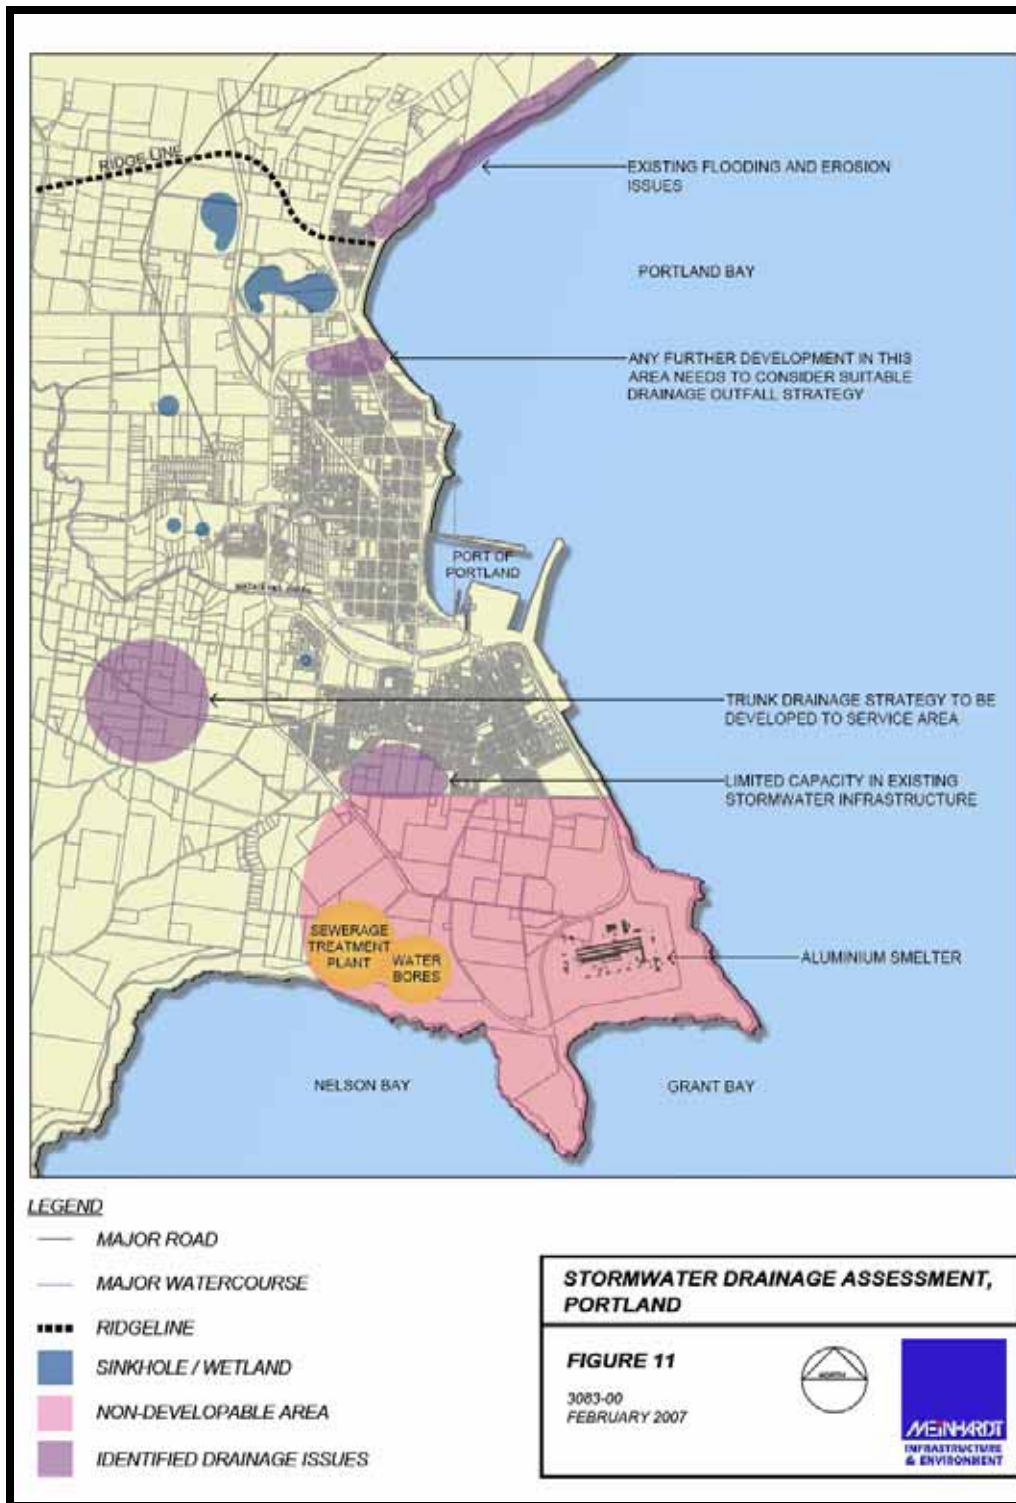 RIDGE LINE
EXISTING FLOODING AND EROSION
ISSUES
PORTLAND BAY
ANY FURTHER DEVELOPMENT IN THIS
AREA NEEDS TO CONSIDER SUITABLE
DRAINAGE OUTFALL STRATEGY
PORT OF
PORTLAND
TRUNK DRAINAGE STRATEGY TO BE
DEVELOPED TO SERVICE AREA
LIMITED CAPACITY IN EXISTING
STORMWATER INFRASTRUCTURE
SEWERAGE
TREATMENT
PLANT
WATER
BORES
ALUMINIUM SMELTER
NELSON BAY
GRANT BAY
LEGEND
MAJOR ROAD
MAJOR WATERCOURSE
RIDGELINE
SINKHOLE / WETLAND
NON-DEVELOPABLE AREA
IDENTIFIED DRAINAGE ISSUES
STORMWATER DRAINAGE ASSESSMENT,
PORTLAND
FIGURE 11
3083-00
FEBRUARY 2007
NORTH
MEINHARDT
INFRASTRUCTURE
& ENVIRONMENT